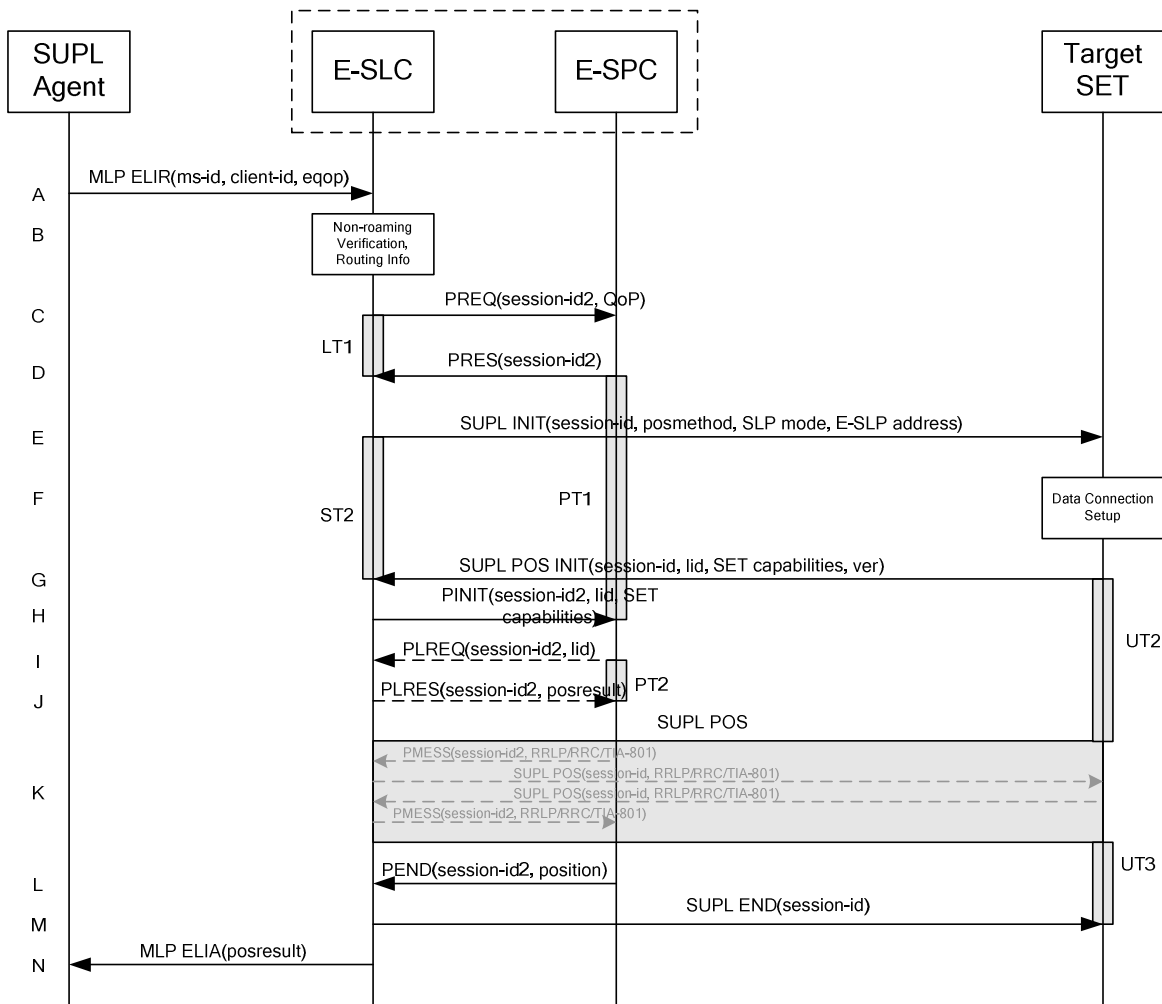 SUPL
Agent
E-SLC
E-SPC
Target
SET
A
MLP ELIR(ms-id, client-id, eqop)
B
Non-roaming
Verification,
Routing Info
C
PREQ(session-id2, QoP)
LT1
D
PRES(session-id2)
E
SUPL INIT(session-id, posmethod, SLP mode, E-SLP address)
F
ST2
PT1
Data Connection
Setup
G
SUPL POS INIT(session-id, lid, SET capabilities, ver)
H
PINIT(session-id2, lid, SET
capabilities)
I
PLREQ(session-id2, lid)
UT2
J
PLRES(session-id2, posresult)
PT2
SUPL POS
K
PMESS(session-id2, RRLP/RRC/TIA-801)
SUPL POS(session-id, RRLP/RRC/TIA-801)
SUPL POS(session-id, RRLP/RRC/TIA-801)
PMESS(session-id2, RRLP/RRC/TIA-801)
L
PEND(session-id2, position)
UT3
M
SUPL END(session-id)
N
MLP ELIA(posresult)